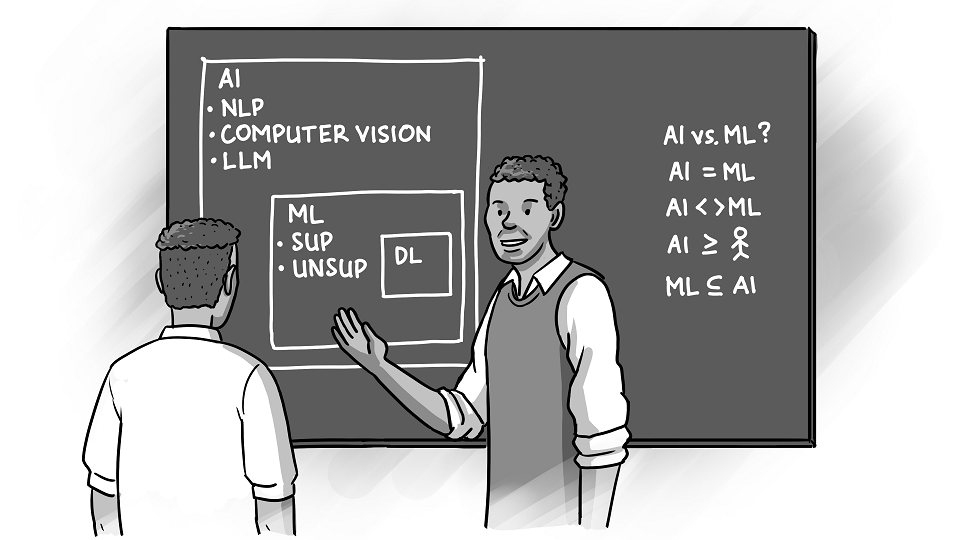 AI
• NLP
• COMPUTER VISION
• LLM
ML
• SUP
• UNSUP
DL
AI vs. ML?
AI = ML
AI <> ML
AI ≥
ML ⊆ AI